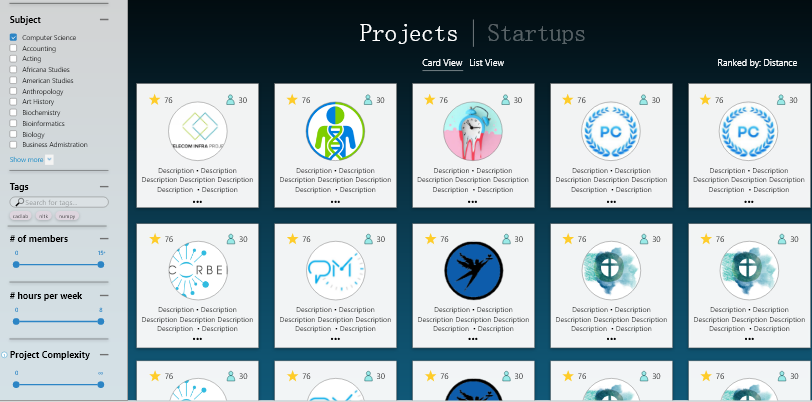 Subject
Computer Science
Accounting
Acting
Africana Studies
American Studies
Anthropology
Art History
Biochemistry
Bioinformatics
Biology
Business Admistration
Show more
Tags
Search for tags...
# of members
0 15+
# hours per week
0 8
Project Complexity
0 ∞
Projects | Startups
Card View List View
Ranked by: Distance
76 30 76 30 76 30 76 30 76 30
TELECOM INFRA PROJE
PC
PC
Description • Description
Description Description Description
Description • Description
•••
Description • Description
Description Description Description
Description • Description
•••
Description • Description
Description Description Description
Description • Description
•••
Description • Description
Description Description Description
Description • Description
•••
Description • Description
Description Description Description
Description • Description
•••
76 30 76 30 76 30 76 30 76 30
CORBE
PM
Description • Description
Description Description Description
Description • Description
•••
Description • Description
Description Description Description
Description • Description
•••
Description • Description
Description Description Description
Description • Description
•••
Description • Description
Description Description Description
Description • Description
•••
Description • Description
Description Description Description
Description • Description
•••
76 30 76 30 76 30 76 30 76 30